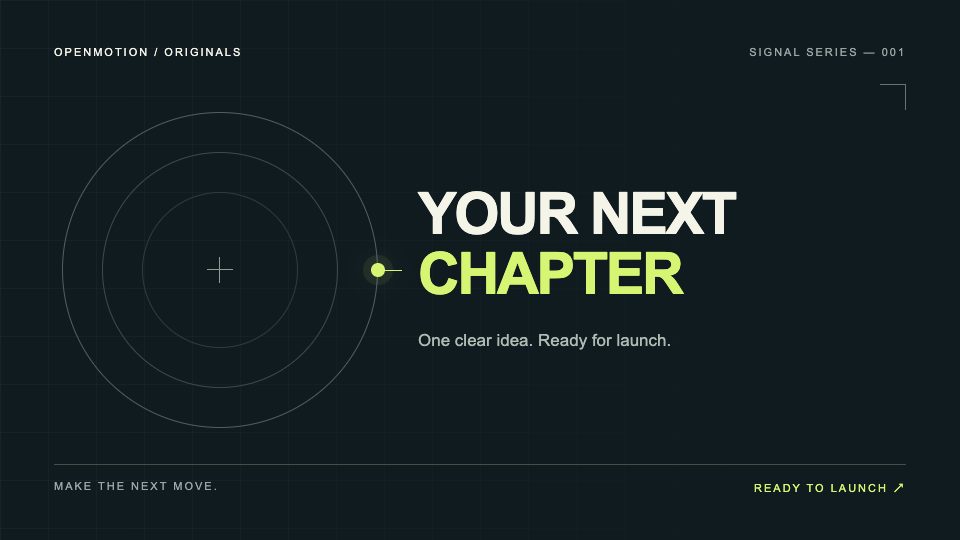 OPENMOTION / ORIGINALS
SIGNAL SERIES — 001
YOUR NEXT
CHAPTER
One clear idea. Ready for launch.
MAKE THE NEXT MOVE.
READY TO LAUNCH ↗